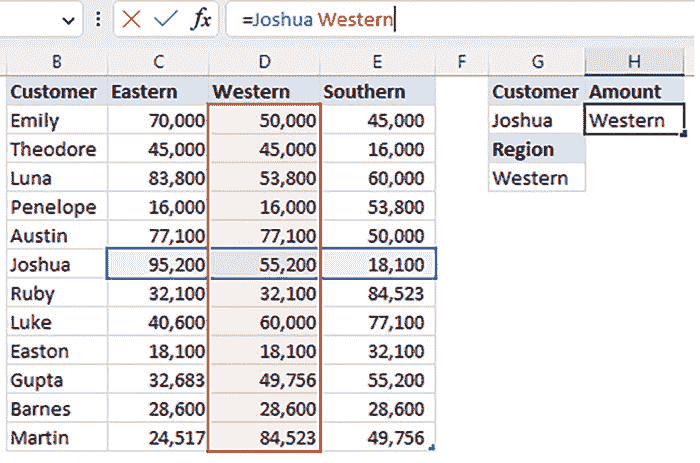 fx =Joshua Western
B C D E F G H
Customer Eastern Western Southern Customer Amount
Emily 70,000 50,000 45,000 Joshua Western
Theodore 45,000 45,000 16,000 Region
Luna 83,800 53,800 60,000 Western
Penelope 16,000 16,000 53,800
Austin 77,100 77,100 50,000
Joshua 95,200 55,200 18,100
Ruby 32,100 32,100 84,523
Luke 40,600 60,000 77,100
Easton 18,100 18,100 32,100
Gupta 32,683 49,756 55,200
Barnes 28,600 28,600 28,600
Martin 24,517 84,523 49,756